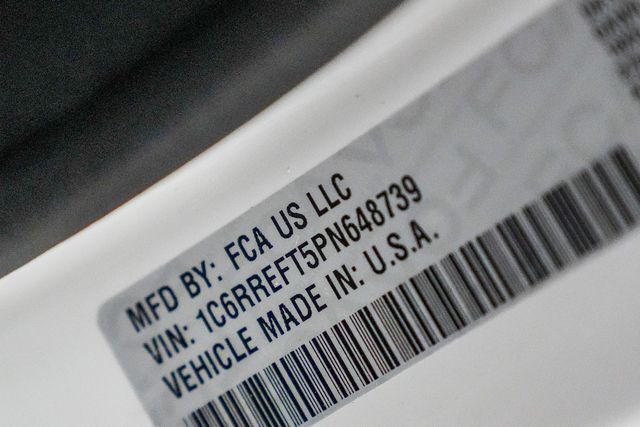 MFD BY: FCA US LLC
VIN: 1C6RREFT5PN648739
VEHICLE MADE IN: U.S.A.